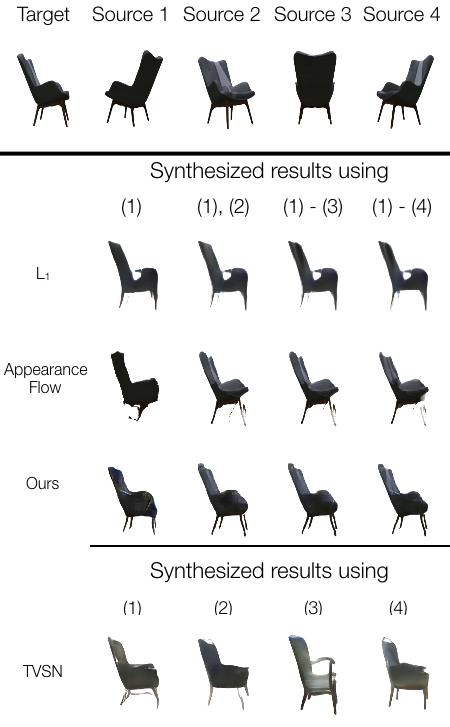 Target Source 1 Source 2 Source 3 Source 4
Synthesized results using
(1) (1), (2) (1) - (3) (1) - (4)
L₁
Appearance
Flow
Ours
Synthesized results using
(1) (2) (3) (4)
TVSN